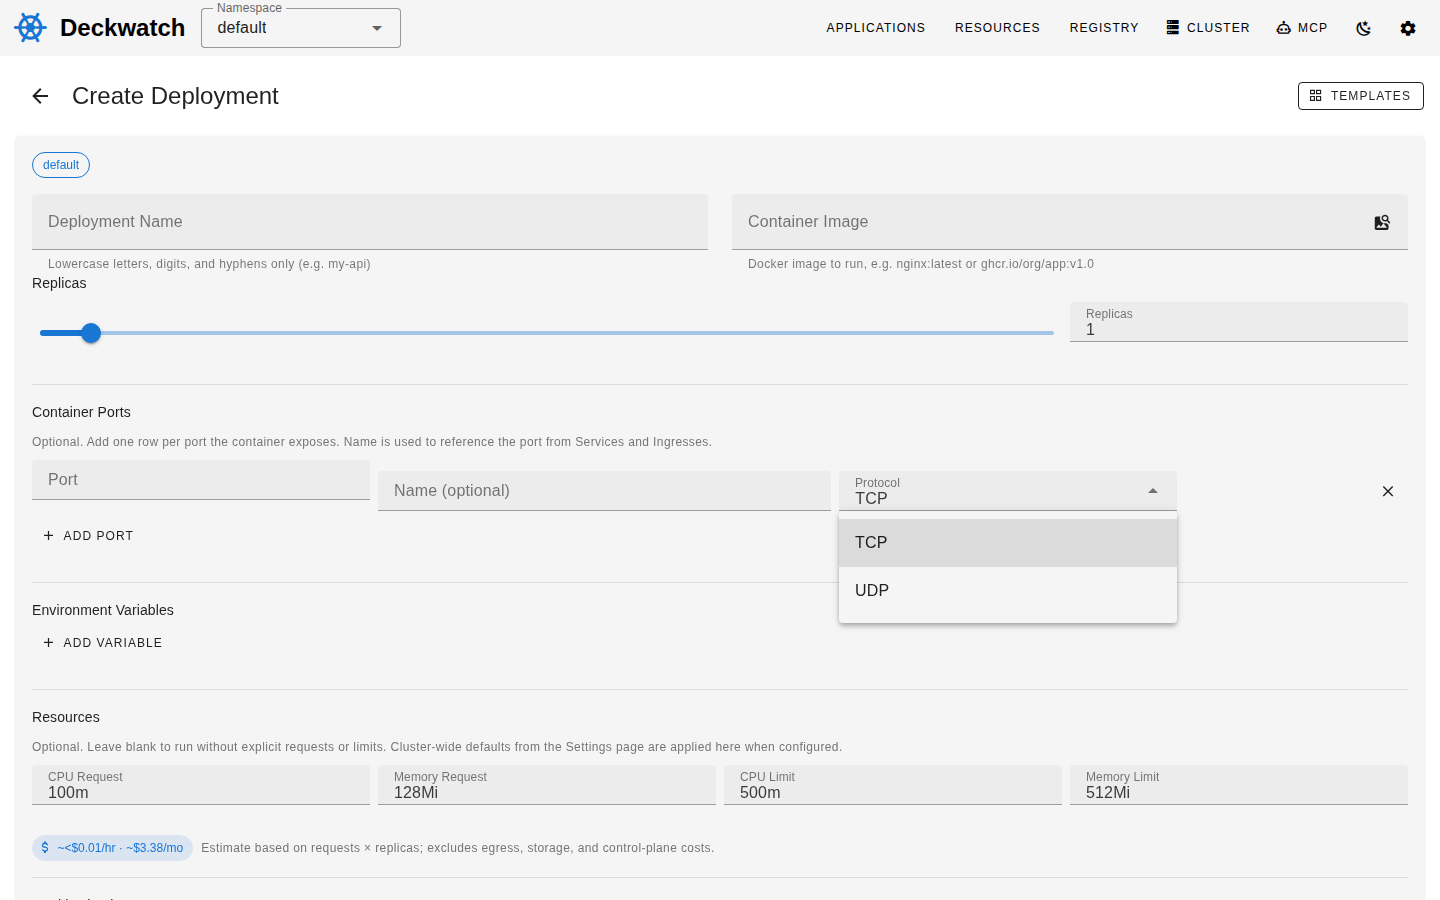 Deckwatch
Namespace
default
APPLICATIONS
RESOURCES
REGISTRY
CLUSTER
MCP
Create Deployment
TEMPLATES
default
Deployment Name
Container Image
Lowercase letters, digits, and hyphens only (e.g. my-api)
Docker image to run, e.g. nginx:latest or ghcr.io/org/app:v1.0
Replicas
Replicas
1
Container Ports
Optional. Add one row per port the container exposes. Name is used to reference the port from Services and Ingresses.
Port
Name (optional)
Protocol
TCP
TCP
UDP
ADD PORT
Environment Variables
ADD VARIABLE
Resources
Optional. Leave blank to run without explicit requests or limits. Cluster-wide defaults from the Settings page are applied here when configured.
CPU Request
100m
Memory Request
128Mi
CPU Limit
500m
Memory Limit
512Mi
~<$0.01/hr · ~$3.38/mo
Estimate based on requests × replicas; excludes egress, storage, and control-plane costs.